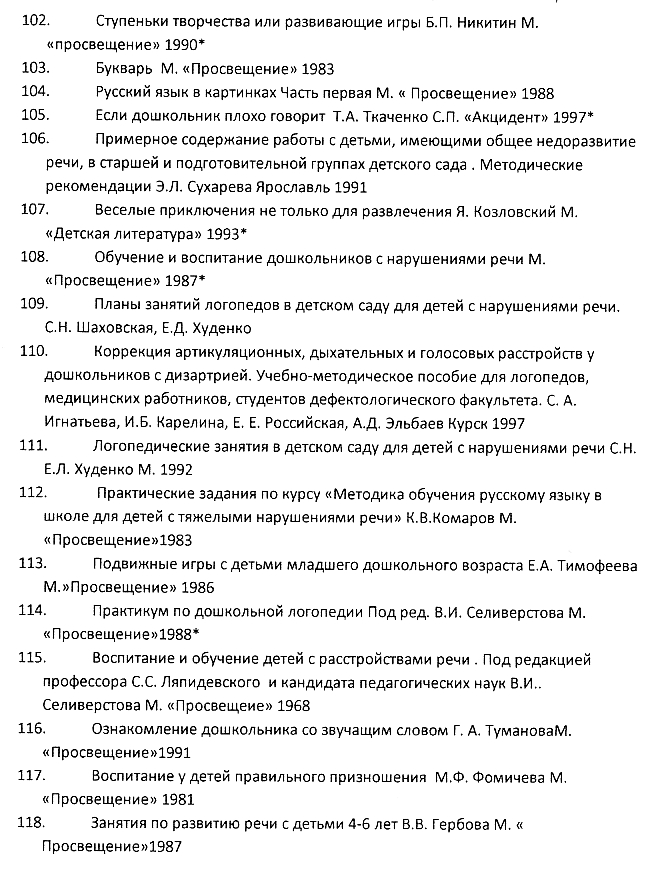 102. Ступеньки творчества или развивающие игры Б.П. Никитин М.
«просвещение» 1990*
103. Букварь М. «Просвещение» 1983
104. Русский язык в картинках Часть первая М. « Просвещение» 1988
105. Если дошкольник плохо говорит Т.А. Ткаченко С.П. «Акцидент» 1997*
106. Примерное содержание работы с детьми, имеющими общее недоразвитие
речи, в старшей и подготовительной группах детского сада . Методические
рекомендации Э.Л. Сухарева Ярославль 1991
107. Веселые приключения не только для развлечения Я. Козловский М.
«Детская литература» 1993*
108. Обучение и воспитание дошкольников с нарушениями речи М.
«Просвещение» 1987*
109. Планы занятий логопедов в детском саду для детей с нарушениями речи.
С.Н. Шаховская, Е.Д. Худенко
110. Коррекция артикуляционных, дыхательных и голосовых расстройств у
дошкольников с дизартрией. Учебно-методическое пособие для логопедов,
медицинских работников, студентов дефектологического факультета. С. А.
Игнатьева, И.Б. Карелина, Е. Е. Российская, А.Д. Эльбаев Курск 1997
111. Логопедические занятия в детском саду для детей с нарушениями речи С.Н.
Е.Л. Худенко М. 1992
112. Практические задания по курсу «Методика обучения русскому языку в
школе для детей с тяжелыми нарушениями речи» К.В.Комаров М.
«Просвещение»1983
113. Подвижные игры с детьми младшего дошкольного возраста Е.А. Тимофеева
М.»Просвещение» 1986
114. Практикум по дошкольной логопедии Под ред. В.И. Селиверстова М.
«Просвещение»1988*
115. Воспитание и обучение детей с расстройствами речи . Под редакцией
профессора С.С. Ляпидевского и кандидата педагогических наук В.И..
Селиверстова М. «Просвещеие» 1968
116. Ознакомление дошкольника со звучащим словом Г. А. ТумановаМ.
«Просвещение»1991
117. Воспитание у детей правильного призношения М.Ф. Фомичева М.
«Просвещение» 1981
118. Занятия по развитию речи с детьми 4-6 лет В.В. Гербова М. «
Просвещение»1987